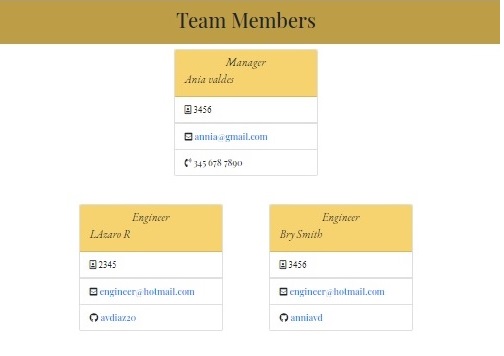 Team Members
Manager
Ania valdes
3456
annia@gmail.com
345 678 7890
Engineer
LAzaro R
2345
engineer@hotmail.com
avdiaz20
Engineer
Bry Smith
3456
engineer@hotmail.com
anniavd